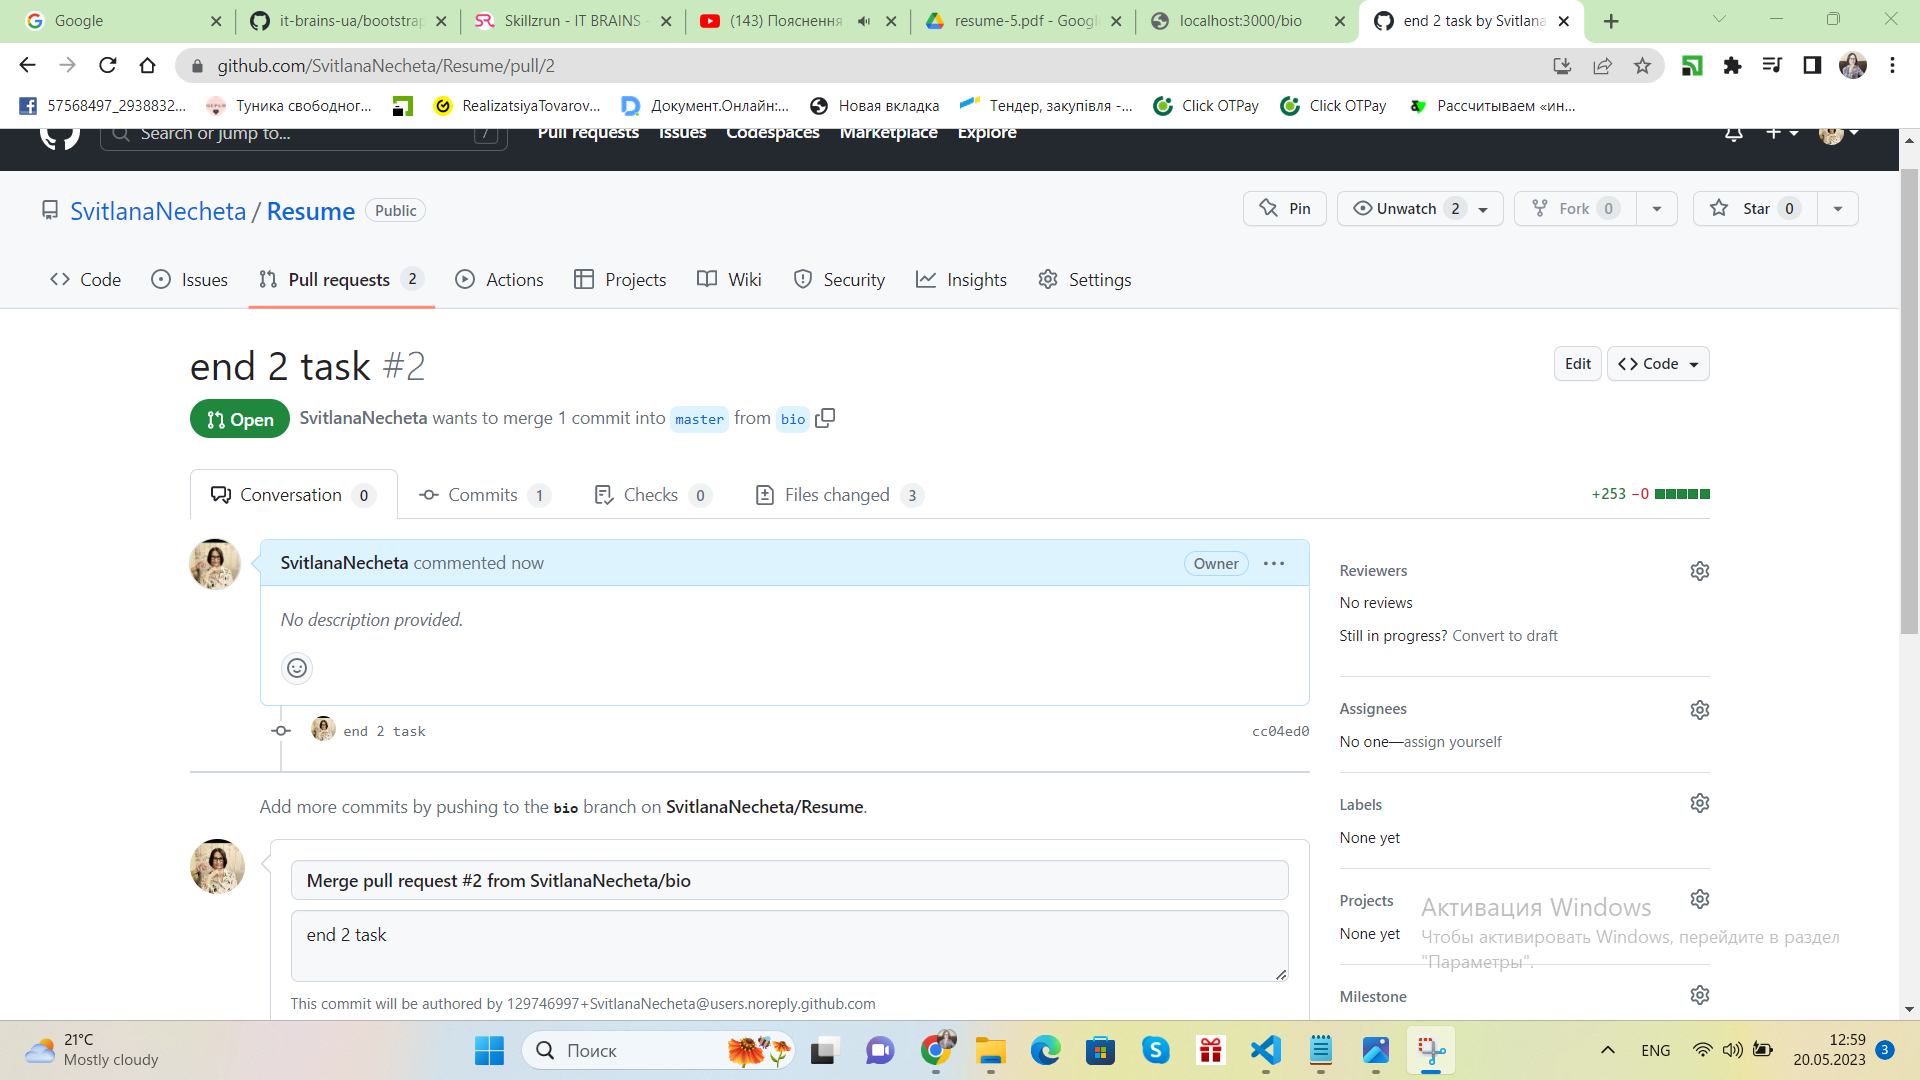 Google
it-brains-ua/bootstrap
Skillzrun - IT BRAINS -
(143) Пояснення
resume-5.pdf - Googl
localhost:3000/bio
end 2 task by Svitlana
github.com/SvitlanaNecheta/Resume/pull/2
57568497_2938832...
Туника свободног...
RealizatsiyaTovarov...
Документ.Онлайн:...
Новая вкладка
Тендер, закупівля -...
Click OTPay
Click OTPay
Рассчитываем «ин...
Search or jump to...
/
Pull requests
Issues
Codespaces
Marketplace
Explore
SvitlanaNecheta / Resume
Public
Pin
Unwatch 2
Fork 0
Star 0
Code
Issues
Pull requests 2
Actions
Projects
Wiki
Security
Insights
Settings
end 2 task #2
Edit
Code
Open
SvitlanaNecheta wants to merge 1 commit into master from bio
Conversation 0
Commits 1
Checks 0
Files changed 3
+253 −0
SvitlanaNecheta commented now
Owner
No description provided.
end 2 task
cc04ed0
Add more commits by pushing to the bio branch on SvitlanaNecheta/Resume.
Merge pull request #2 from SvitlanaNecheta/bio
end 2 task
This commit will be authored by 129746997+SvitlanaNecheta@users.noreply.github.com
Reviewers
No reviews
Still in progress? Convert to draft
Assignees
No one—assign yourself
Labels
None yet
Projects
None yet
Milestone
Активация Windows
Чтобы активировать Windows, перейдите в раздел
"Параметры".
21°C
Mostly cloudy
Поиск
ENG
12:59
20.05.2023
3